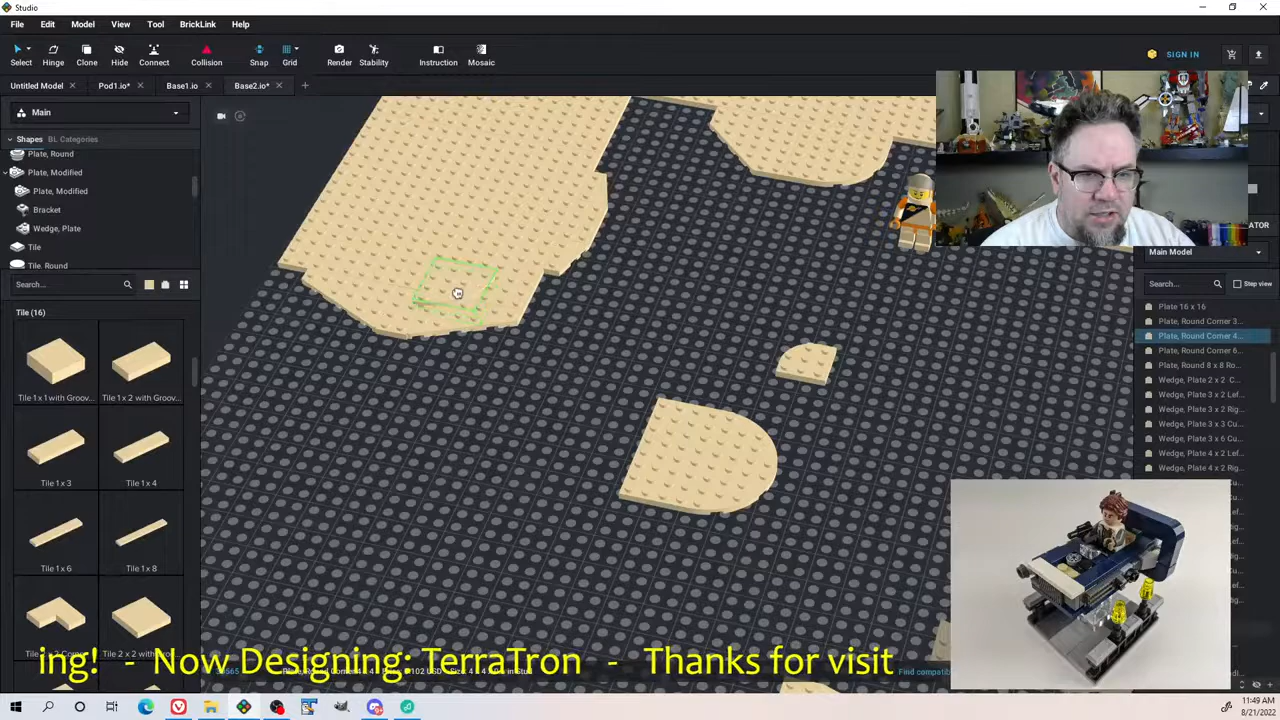 Studio
File Edit Model View Tool BrickLink Help
Select Hinge Clone Hide Connect Collision Snap Grid Render Stability Instruction Mosaic
SIGN IN
Untitled Model Pod1.io* Base1.io Base2.io*
Main
Shapes BL Categories
Plate, Round
Plate, Modified
Plate, Modified
Bracket
Wedge, Plate
Tile
Tile, Round
Search...
Tile (16)
Tile 1x 1 with Groov...
Tile 1 x 2 with Groov...
Tile 1 x 3
Tile 1 x 4
Tile 1 x 6
Tile 1 x 8
Main Model
Search...
Step view
Plate 16 x 16
Plate, Round Corner 3...
Plate, Round Corner 4...
Plate, Round Corner 6...
Plate, Round 8 x 8 Ro...
Wedge, Plate 2 x 2 C...
Wedge, Plate 3 x 2 Lef...
Wedge, Plate 3 x 2 Rig...
Wedge, Plate 3 x 3 Cu...
Wedge, Plate 3 x 6 Cu...
Wedge, Plate 4 x 2 Lef...
Wedge, Plate 4 x 2 Rig...
ing! - Now Designing: TerraTron - Thanks for visit
11:49 AM
8/21/2022